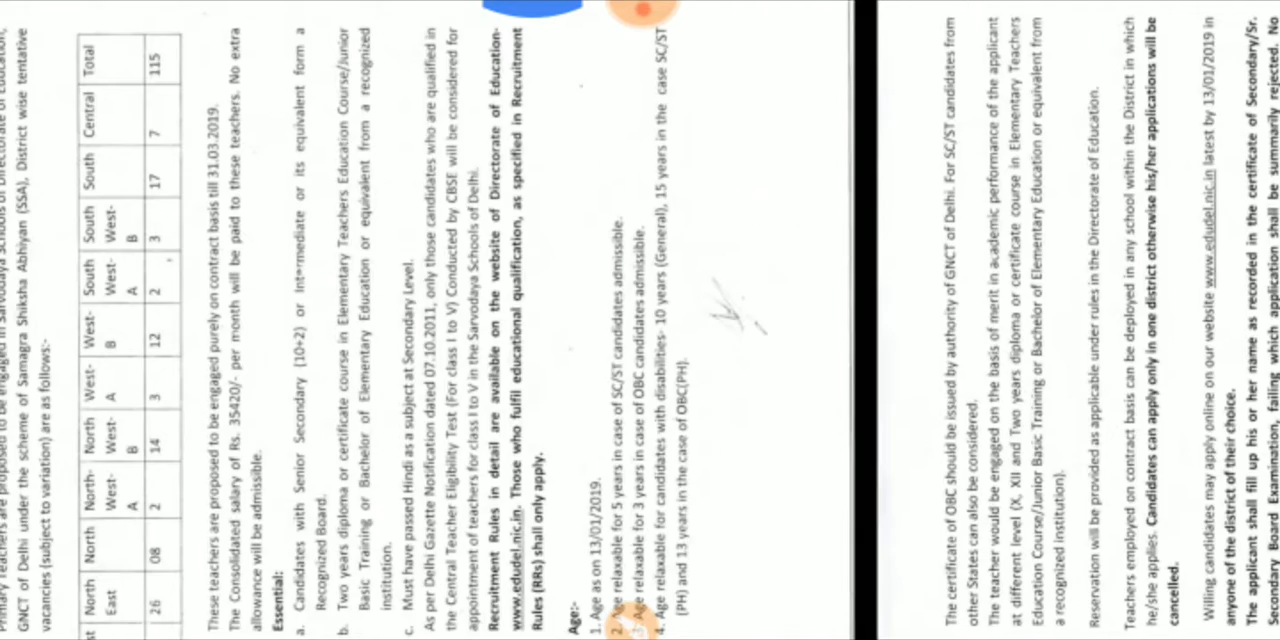 Primary Teachers are proposed to be engaged in Sarvodaya Schools of Directorate of Education,
GNCT of Delhi under the scheme of Samagra Shiksha Abhiyan (SSA), District wise tentative
vacancies (subject to variation) are as follows:-
st North East North North- West- A North West- B West- A West- B South West- A South West- B South Central Total
26 08 2 14 3 12 2 3 17 7 115
These teachers are proposed to be engaged purely on contract basis till 31.03.2019.
The Consolidated salary of Rs. 35420/- per month will be paid to these teachers. No extra
allowance will be admissible.
Essential:
a. Candidates with Senior Secondary (10+2) or Intermediate or its equivalent form a
Recognized Board.
b. Two years diploma or certificate course in Elementary Teachers Education Course/Junior
Basic Training or Bachelor of Elementary Education or equivalent from a recognized
institution.
c. Must have passed Hindi as a subject at Secondary Level.
As per Delhi Gazette Notification dated 07.10.2011, only those candidates who are qualified in
the Central Teacher Eligibility Test (For class I to V) Conducted by CBSE will be considered for
appointment of teachers for class I to V in the Sarvodaya Schools of Delhi.
Recruitment Rules in detail are available on the website of Directorate of Education-
www.edudel.nic.in. Those who fulfil educational qualification, as specified in Recruitment
Rules (RRs) shall only apply.
Age:-
1. Age as on 13/01/2019.
2. relaxable for 5 years in case of SC/ST candidates admissible.
relaxable for 3 years in case of OBC candidates admissible.
4. Age relaxable for candidates with disabilities- 10 years (General), 15 years in the case SC/ST
(PH) and 13 years in the case of OBC(PH).
The certificate of OBC should be issued by authority of GNCT of Delhi. For SC/ST candidates from
other States can also be considered.
The teacher would be engaged on the basis of merit in academic performance of the applicant
at different level (X, XII and Two years diploma or certificate course in Elementary Teachers
Education Course/Junior Basic Training or Bachelor of Elementary Education or equivalent from
a recognized institution).
Reservation will be provided as applicable under rules in the Directorate of Education.
Teachers employed on contract basis can be deployed in any school within the District in which
he/she applies. Candidates can apply only in one district otherwise his/her applications will be
cancelled.
Willing candidates may apply online on our website www.edudel.nic.in latest by 13/01/2019 in
anyone of the district of their choice.
The applicant shall fill up his or her name as recorded in the certificate of Secondary/Sr.
Secondary Board Examination, failing which application shall be summarily rejected. No